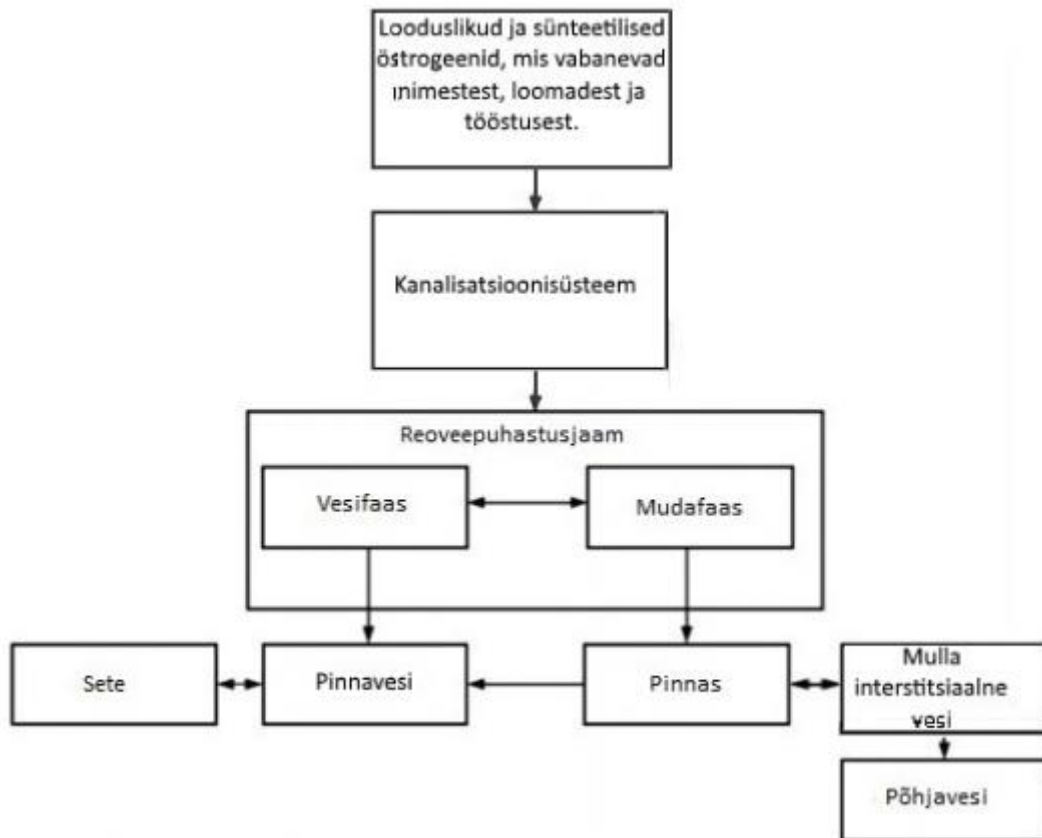 Looduslikud ja sünteetilised
östrogeenid, mis vabanevad
inimestest, loomadest ja
tööstusest.
Kanalisatsioonisüsteem
Reoveepuhastusjaam
Vesifaas
Mudafaas
Sete
Pinnavesi
Pinnas
Mulla
interstitsiaalne
vesi
Põhjavesi